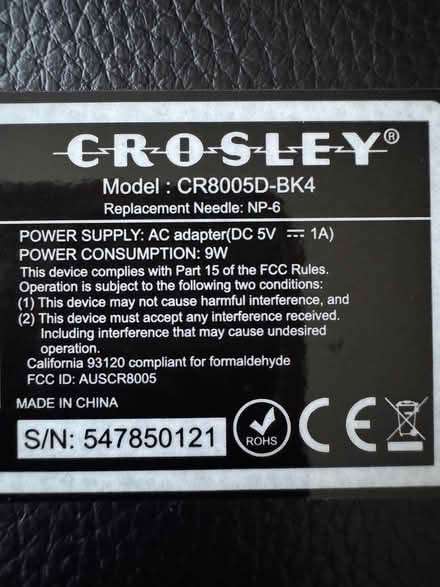 CROSLEY®
Model : CR8005D-BK4
Replacement Needle: NP-6
POWER SUPPLY: AC adapter(DC 5V ⎓ 1A)
POWER CONSUMPTION: 9W
This device complies with Part 15 of the FCC Rules.
Operation is subject to the following two conditions:
(1) This device may not cause harmful interference, and
(2) This device must accept any interference received.
Including interference that may cause undesired
operation.
California 93120 compliant for formaldehyde
FCC ID: AUSCR8005
MADE IN CHINA
S/N: 547850121
ROHS
CE